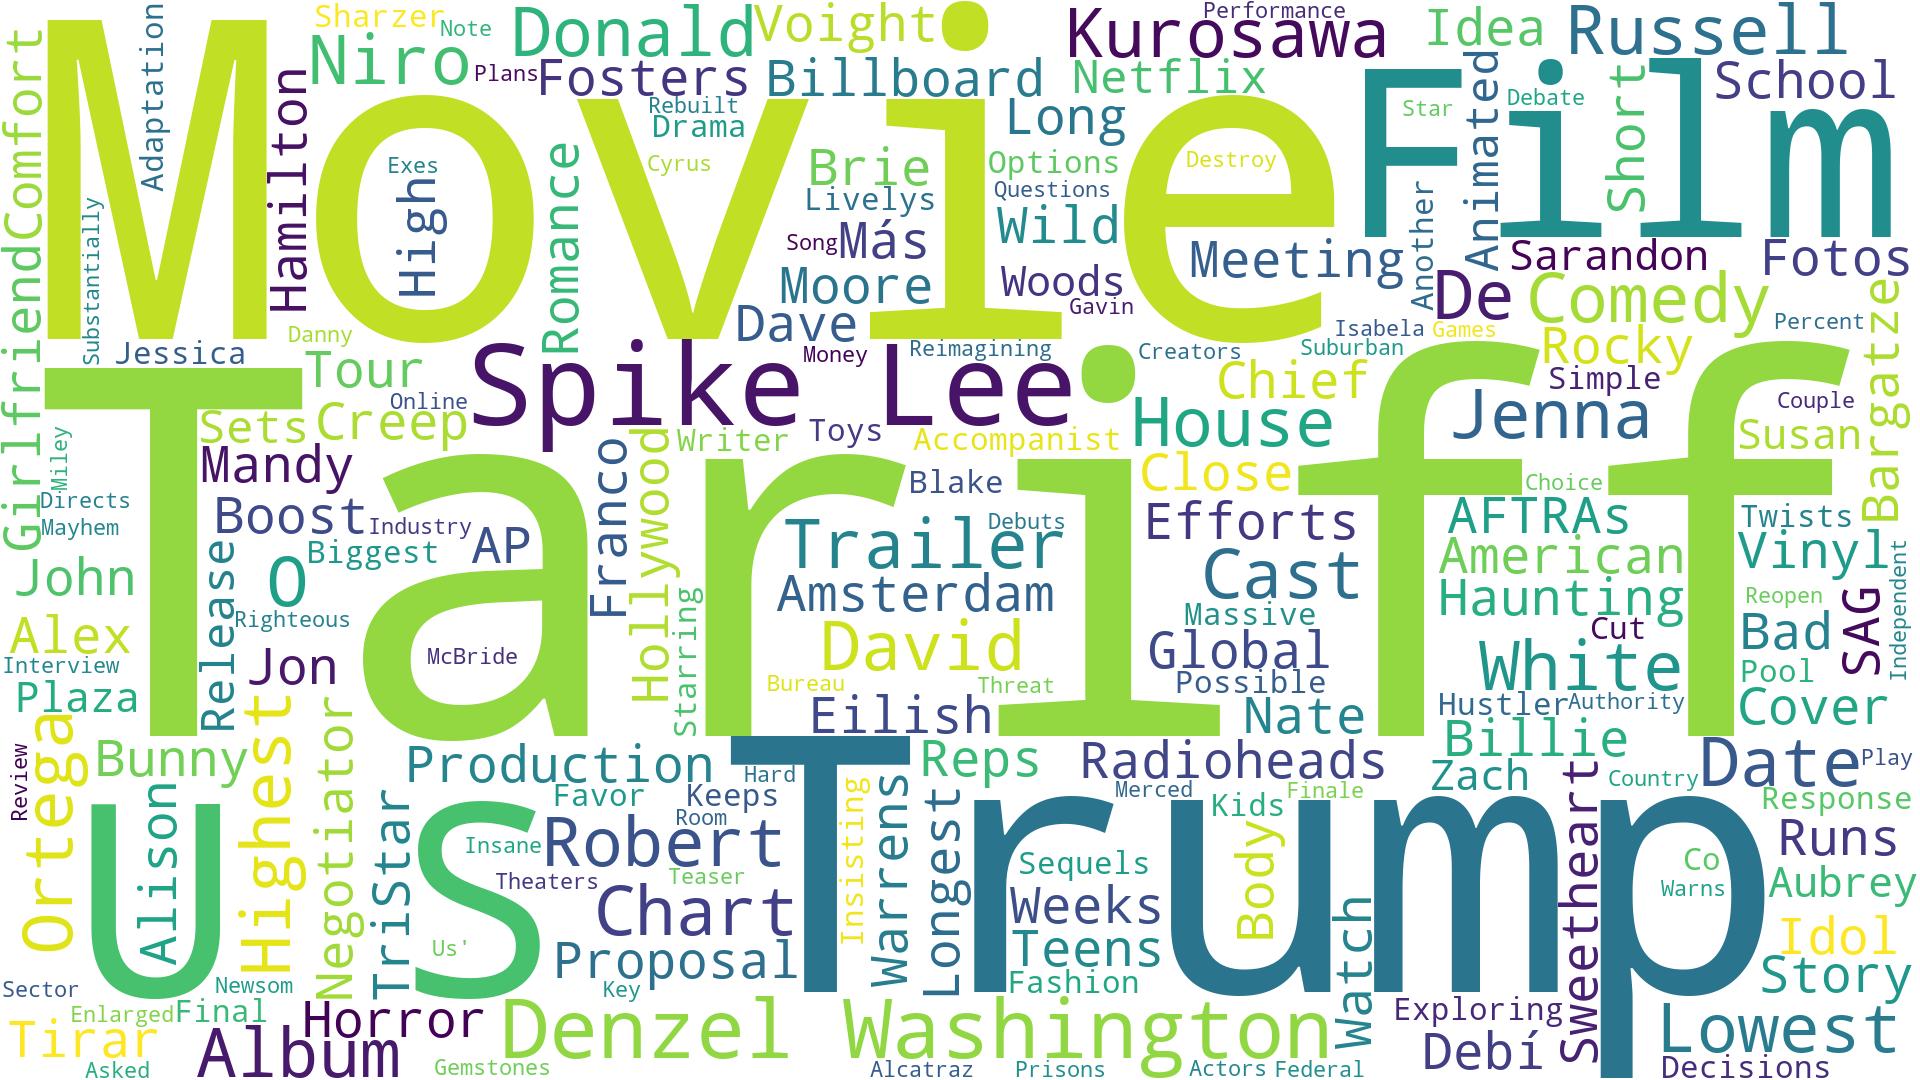 Movie
Film
Tariff
Trump
US
Spike Lee
Denzel Washington
Sharzer
Note
Niro
Plans
Donald
Voight
Fosters
Billboard
Kurosawa
Performance
Netflix
Idea
Russell
School
Adaptation
Comfort
Hamilton
Exes
High
Romance
Rebuilt
Drama
Cyrus
Brie
Livelys
Song
Más
Moore
Dave
Long
Options
Questions
Wild
Woods
Gavin
Destroy
Meeting
Star
Debate
Animated
Short
Another
Sarandon
Fotos
De
Comedy
Isabela
Games
Suburban
Rocky
Percent
Simple
Substantially
Girlfriend
Jessica
Danny
Tour
Online
Money
Reimagining
Creators
Chief
House
Jenna
Couple
Susan
Bargatze
Sets
Creep
Mandy
Miley
Directs
Mayhem
Boost
Industry
AP
Biggest
John
Release
O
Franco
Hollywood
Writer
Toys
Accompanist
Blake
Close
Choice
Trailer
Debuts
Efforts
AFTRAs
Twists
American
Vinyl
Independent
Amsterdam
Cast
Haunting
Reopen
Alex
Righteous
Interview
Jon
Plaza
McBride
Starring
David
Massive
Global
Cut
Bad
SAG
Bureau
Threat
Possible
White
Pool
Eilish
Nate
Hustler
Authority
Cover
Ortega
Bunny
Highest
Negotiator
Production
Hard
Reps
Radioheads
Billie
Date
Play
Review
Alison
TriStar
Favor
Keeps
Room
Insisting
Warrens
Longest
Merced
Kids
Finale
Zach
Country
Response
Insane
Robert
Theaters
Teaser
Sequels
Body
Sweetheart
Runs
Co
Warns
Aubrey
Chart
Weeks
Teens
Watch
Idol
Us'
Proposal
Story
Sector
Newsom
Key
Fashion
Enlarged
Final
Tirar
Horror
Exploring
Lowest
Asked
Album
Gemstones
Alcatraz
Prisons
Actors
Federal
Debí
Decisions